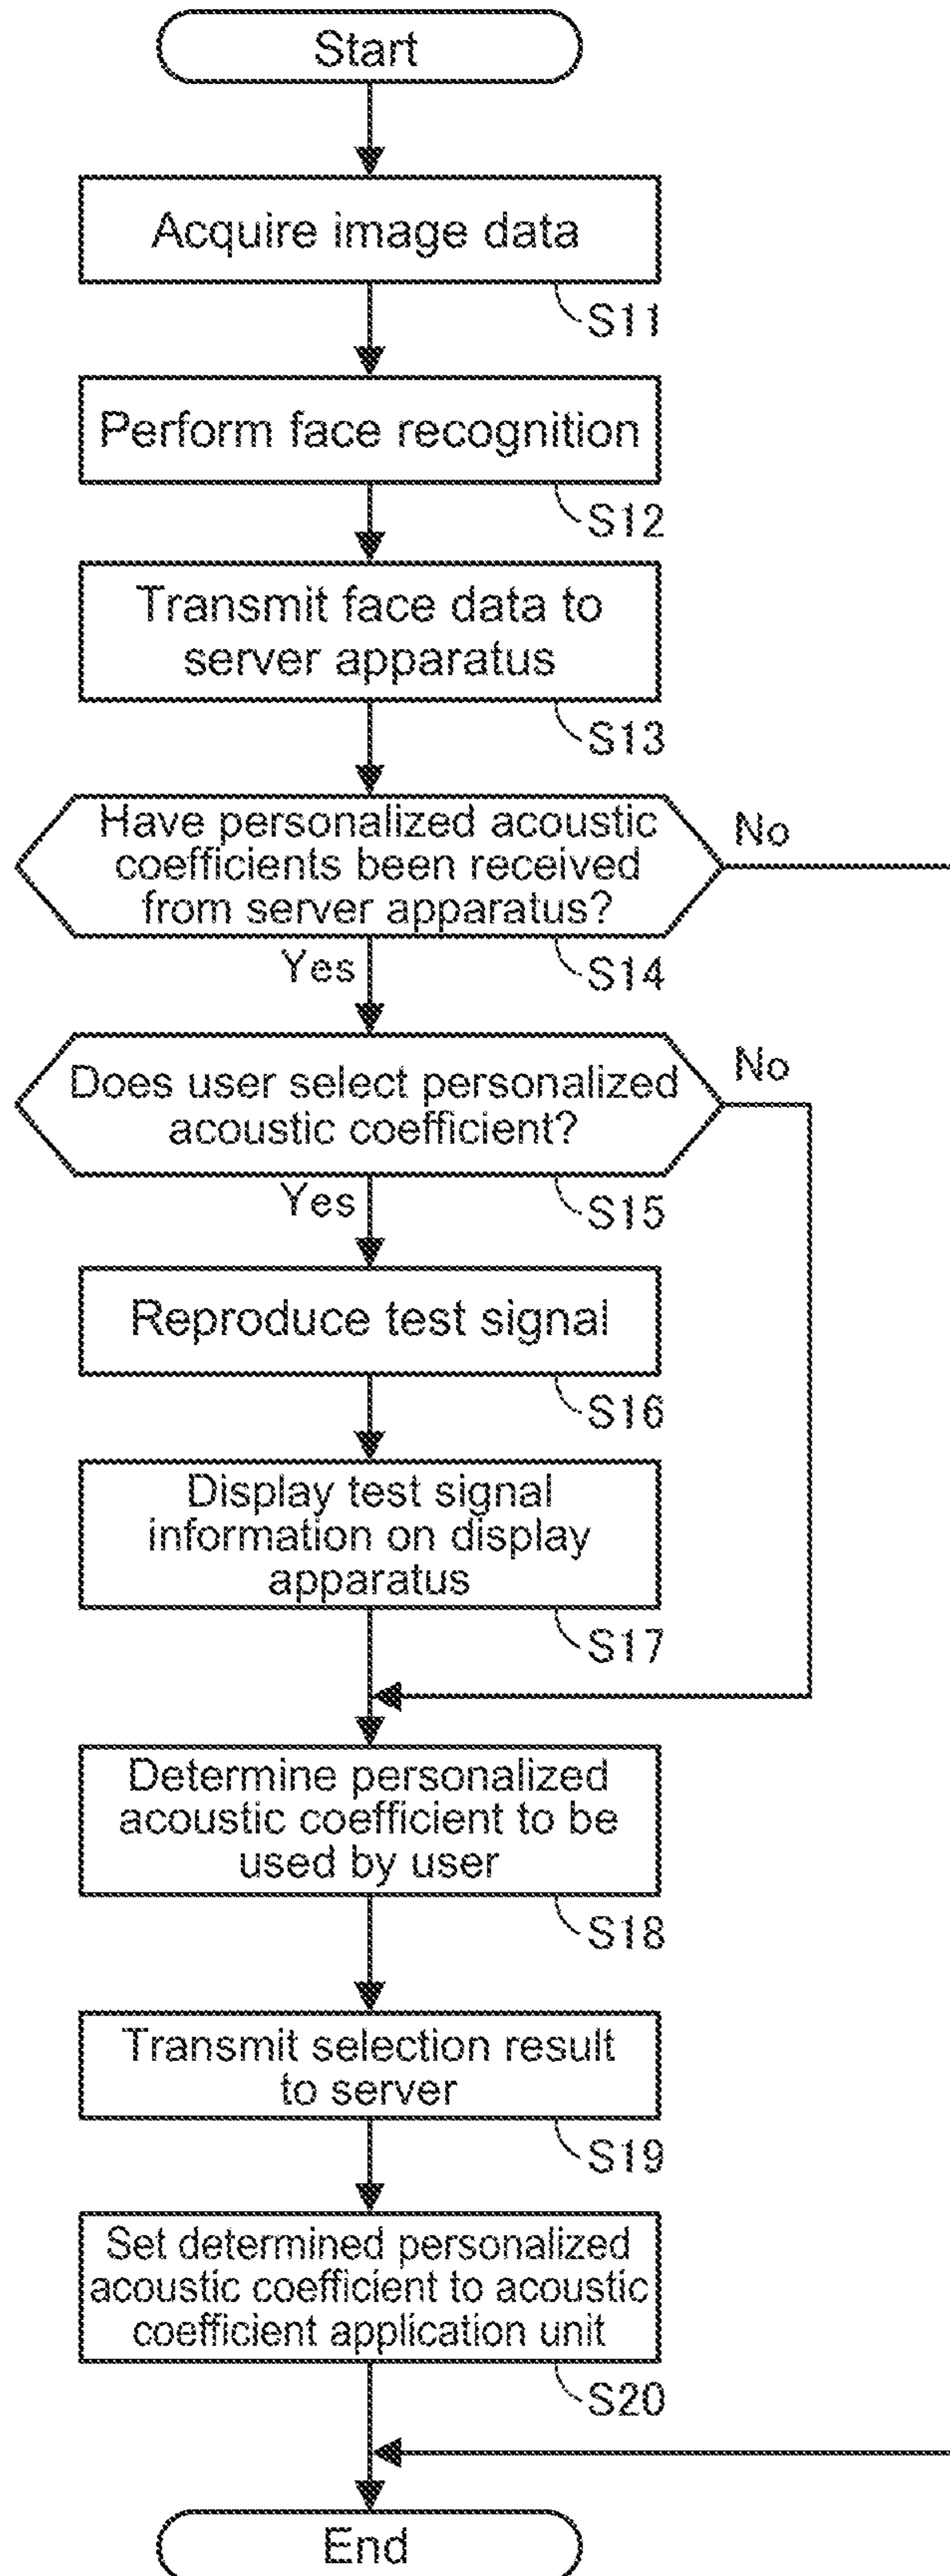 Start
Acquire image data
S11
Perform face recognition
S12
Transmit face data to
server apparatus
S13
Have personalized acoustic
coefficients been received
from server apparatus?
No
S14
Yes
Does user select personalized
acoustic coefficient?
No
S15
Yes
Reproduce test signal
S16
Display test signal
information on display
apparatus
S17
Determine personalized
acoustic coefficient to be
used by user
S18
Transmit selection result
to server
S19
Set determined personalized
acoustic coefficient to acoustic
coefficient application unit
S20
End